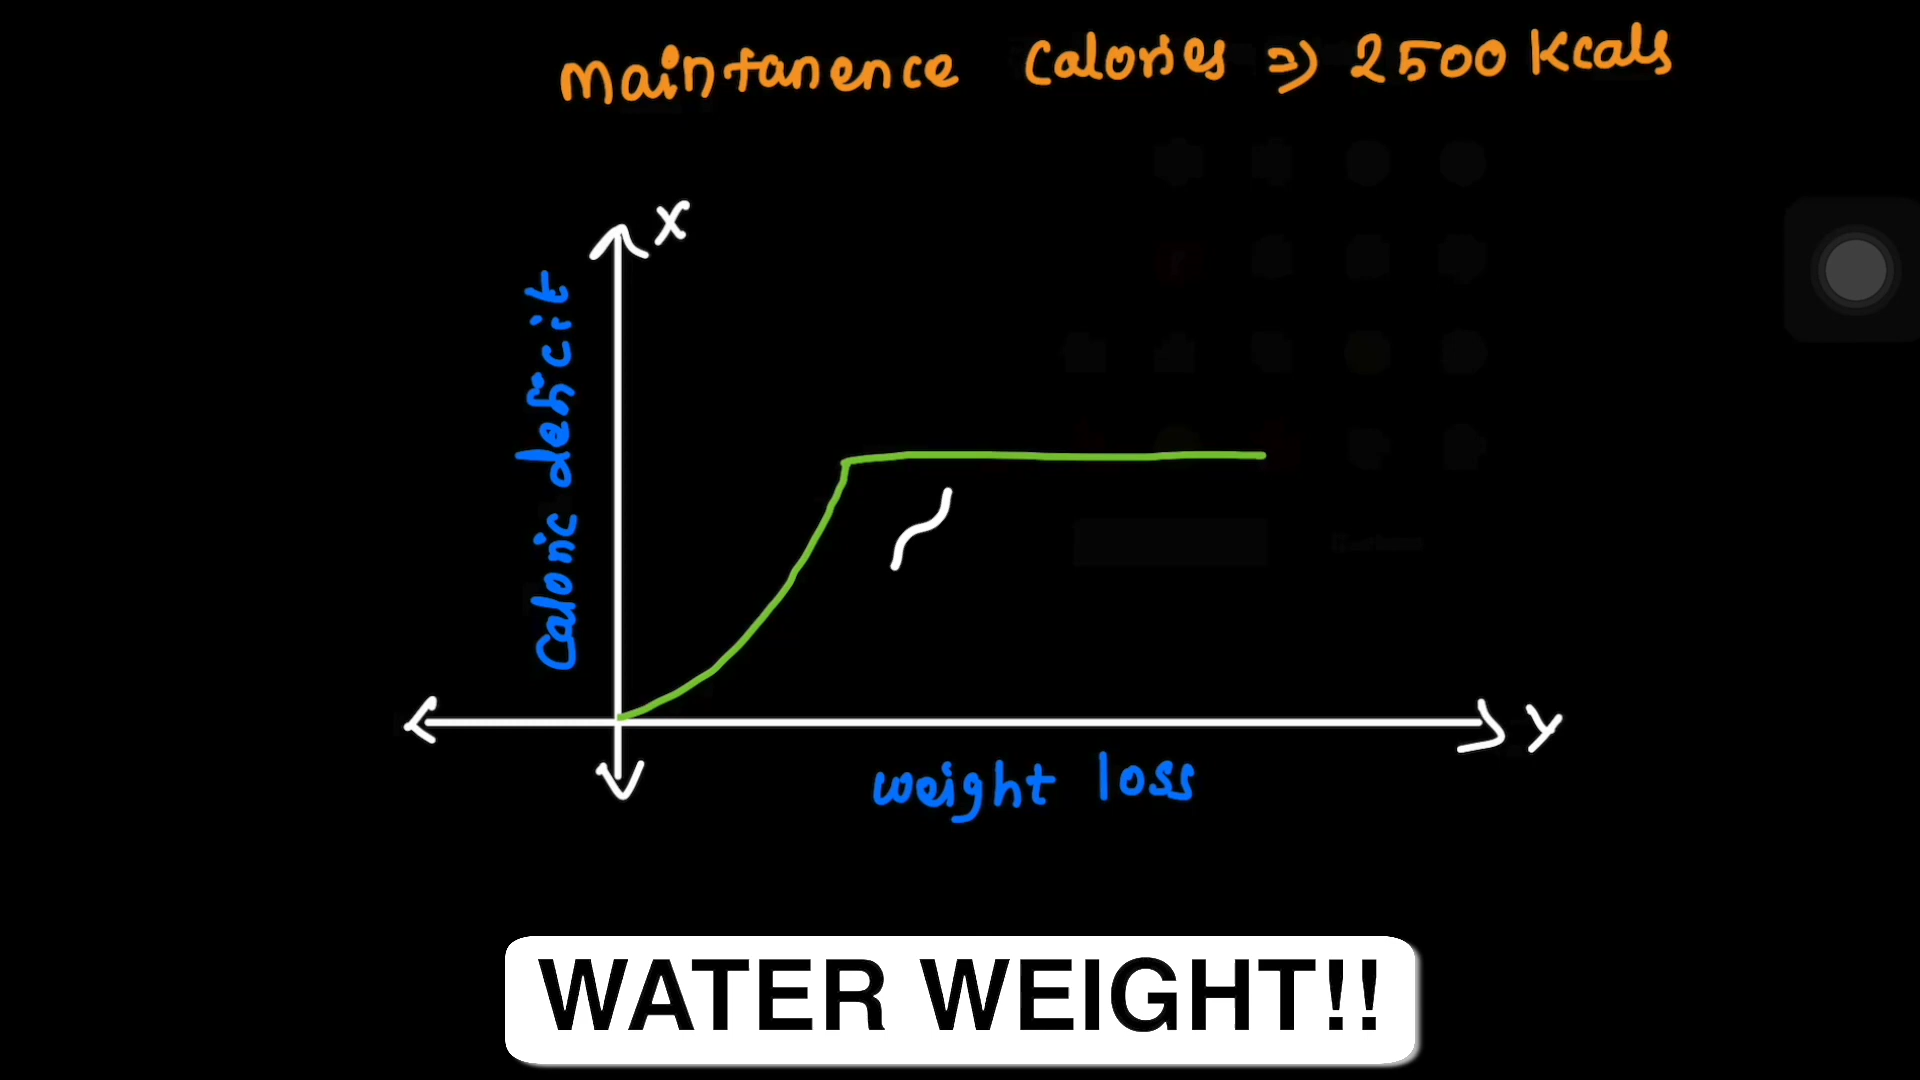 Maintanence Calories => 2500 Kcals
X
Caloric deficit
Y
weight loss
WATER WEIGHT!!